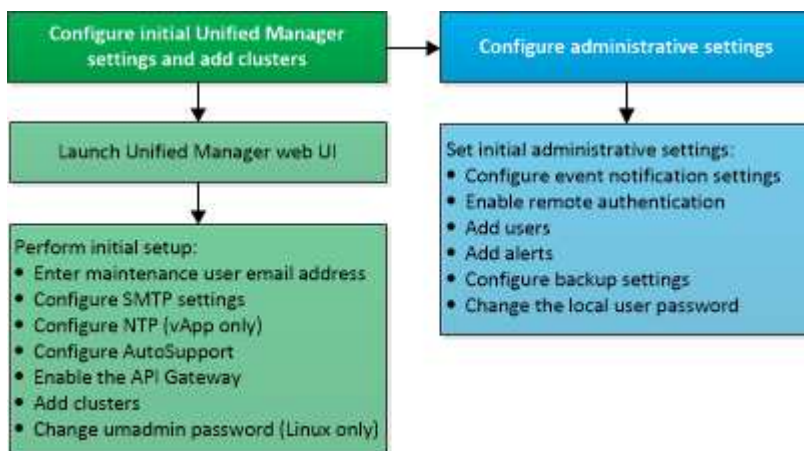 Configure initial Unified Manager
settings and add clusters
Configure administrative settings
Launch Unified Manager web UI
Perform initial setup:
• Enter maintenance user email address
• Configure SMTP settings
• Configure NTP (vApp only)
• Configure AutoSupport
• Enable the API Gateway
• Add clusters
• Change umadmin password (Linux only)
Set initial administrative settings:
• Configure event notification settings
• Enable remote authentication
• Add users
• Add alerts
• Configure backup settings
• Change the local user password